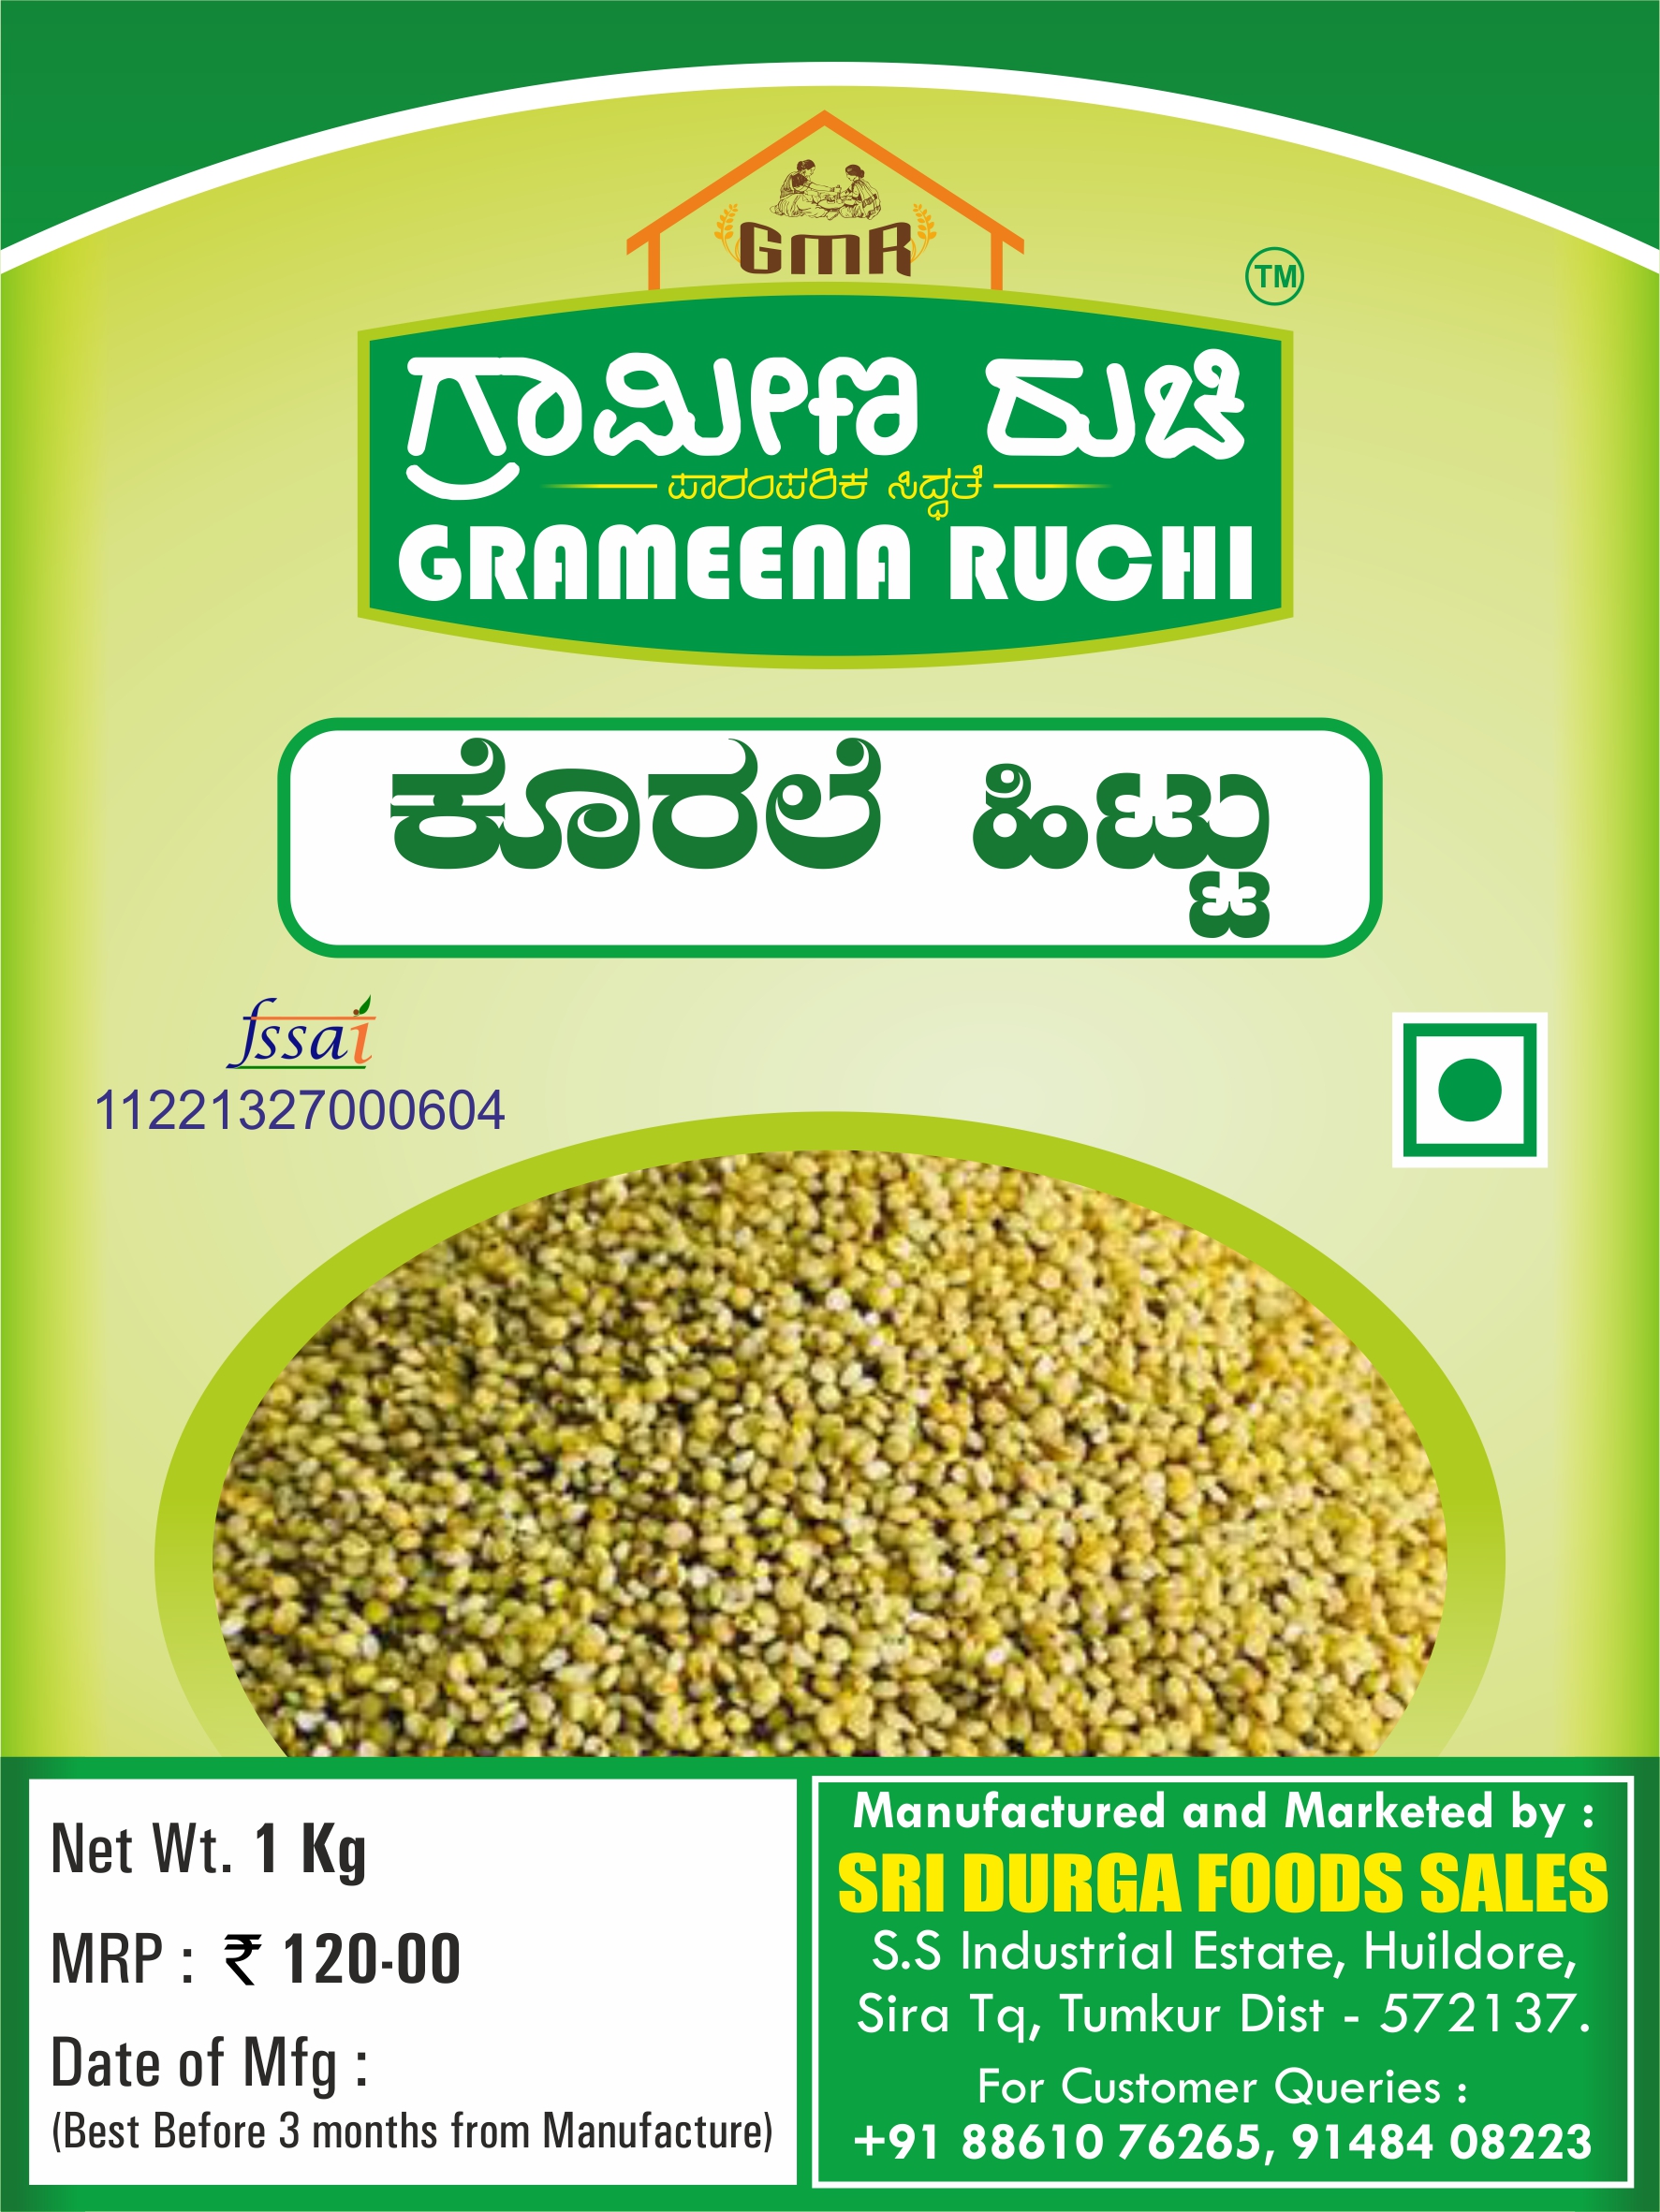 GMR
TM
ಗ್ರಾಮೀಣ ರುಚಿ
ಪಾರಂಪರಿಕ ಸಿದ್ಧತೆ
GRAMEENA RUCHI
ಕೊರಲೆ ಹಿಟ್ಟು
fssai
11221327000604
Net Wt. 1 Kg
MRP : ₹ 120-00
Date of Mfg :
(Best Before 3 months from Manufacture)
Manufactured and Marketed by :
SRI DURGA FOODS SALES
S.S Industrial Estate, Huildore,
Sira Tq, Tumkur Dist - 572137.
For Customer Queries :
+91 88610 76265, 91484 08223